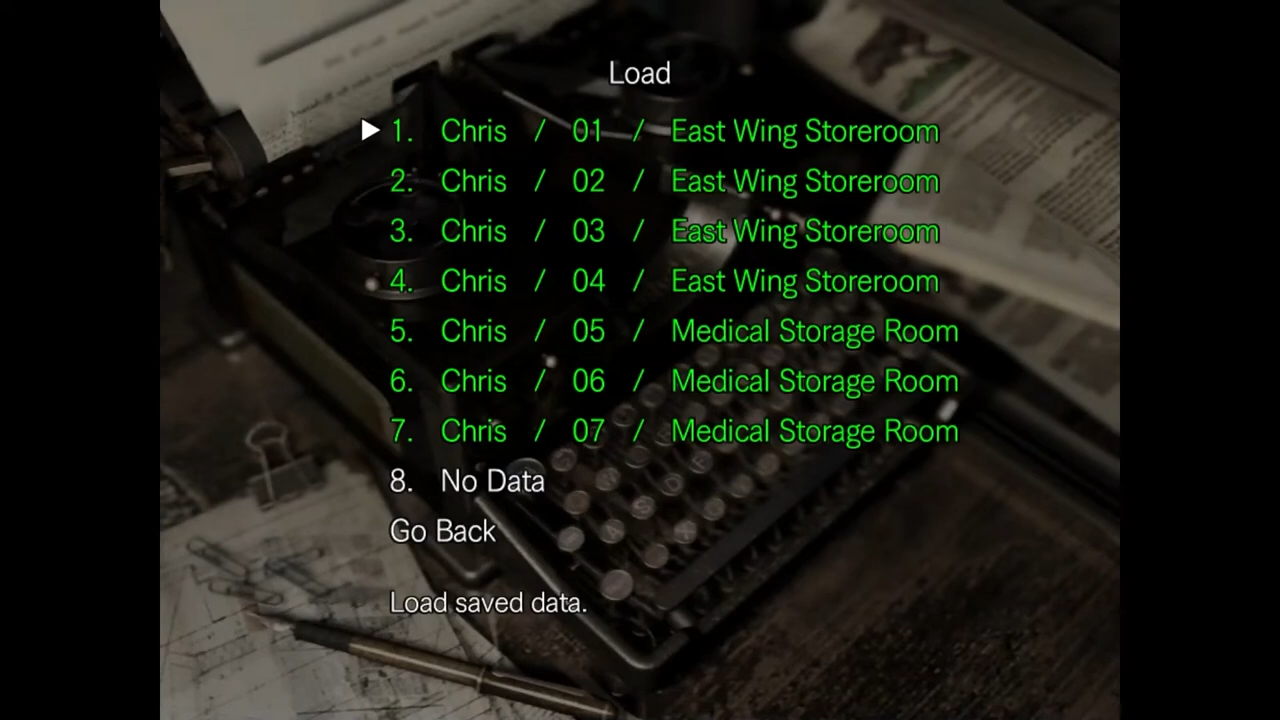 Load
1. Chris / 01 / East Wing Storeroom
2. Chris / 02 / East Wing Storeroom
3. Chris / 03 / East Wing Storeroom
4. Chris / 04 / East Wing Storeroom
5. Chris / 05 / Medical Storage Room
6. Chris / 06 / Medical Storage Room
7. Chris / 07 / Medical Storage Room
8. No Data
Go Back
Load saved data.